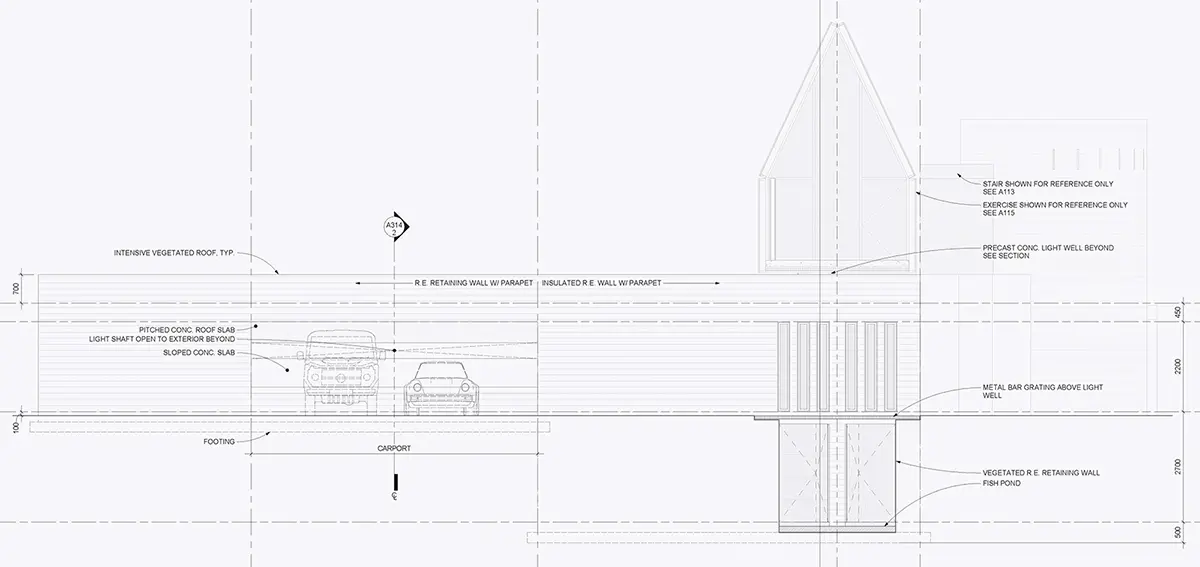 STAIR SHOWN FOR REFERENCE ONLY
SEE A113
EXERCISE SHOWN FOR REFERENCE ONLY
SEE A115
A314
2
INTENSIVE VEGETATED ROOF. TYP.
PRECAST CONC. LIGHT WELL BEYOND
SEE SECTION
700
R.E. RETAINING WALL W/ PARAPET
INSULATED R.E. WALL W/ PARAPET
450
PITCHED CONC. ROOF SLAB
LIGHT SHAFT OPEN TO EXTERIOR BEYOND
SLOPED CONC. SLAB
2200
METAL BAR GRATING ABOVE LIGHT
WELL
100
FOOTING
CARPORT
2700
VEGETATED R.E. RETAINING WALL
FISH POND
CL
500